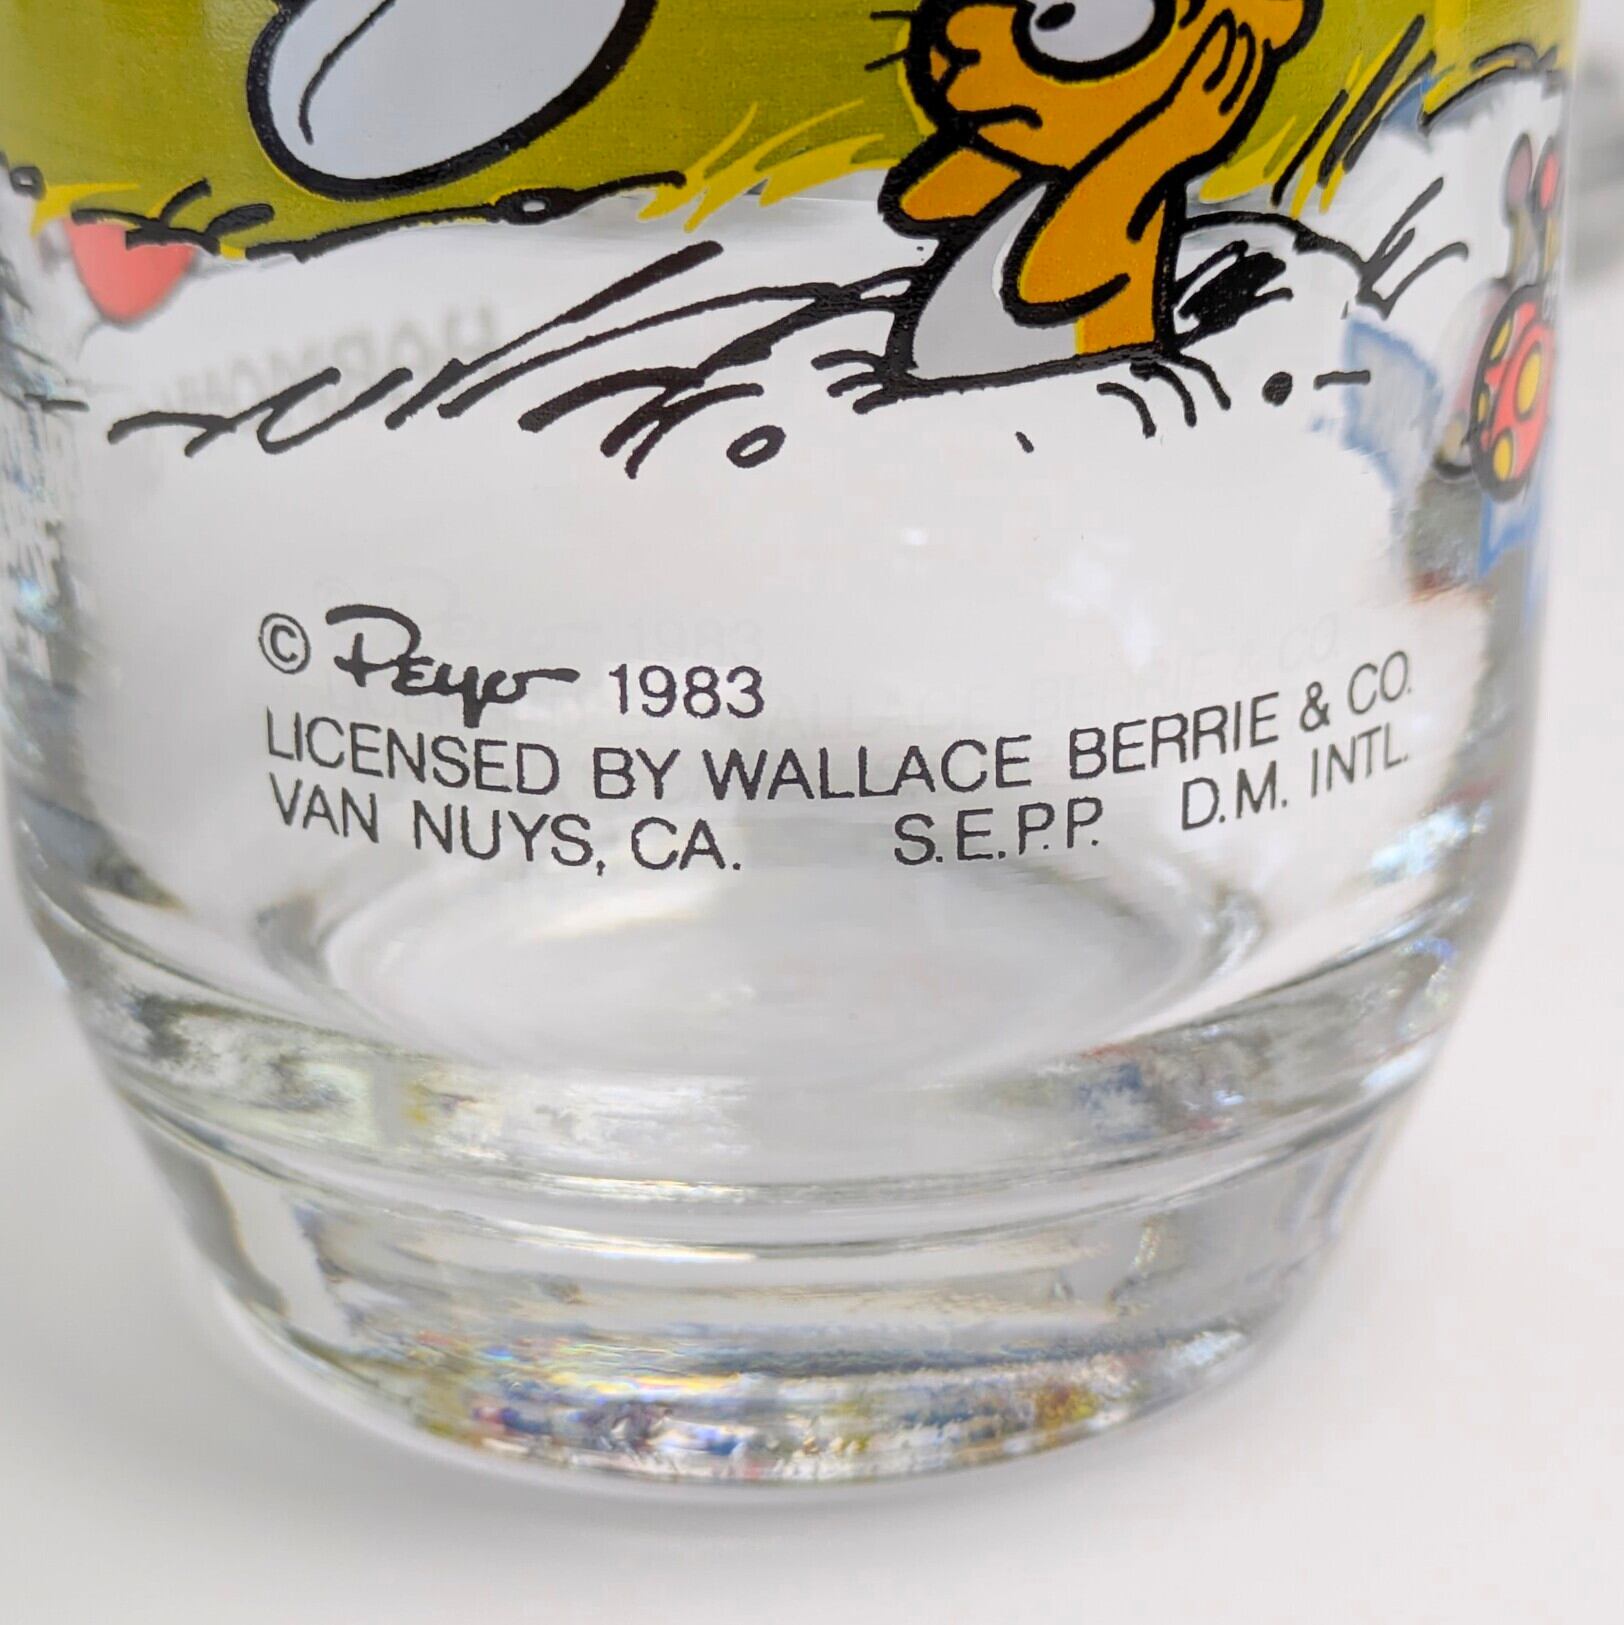 © Peyo 1983
LICENSED BY WALLACE BERRIE & CO.
VAN NUYS, CA. S.E.P.P. D.M. INTL.